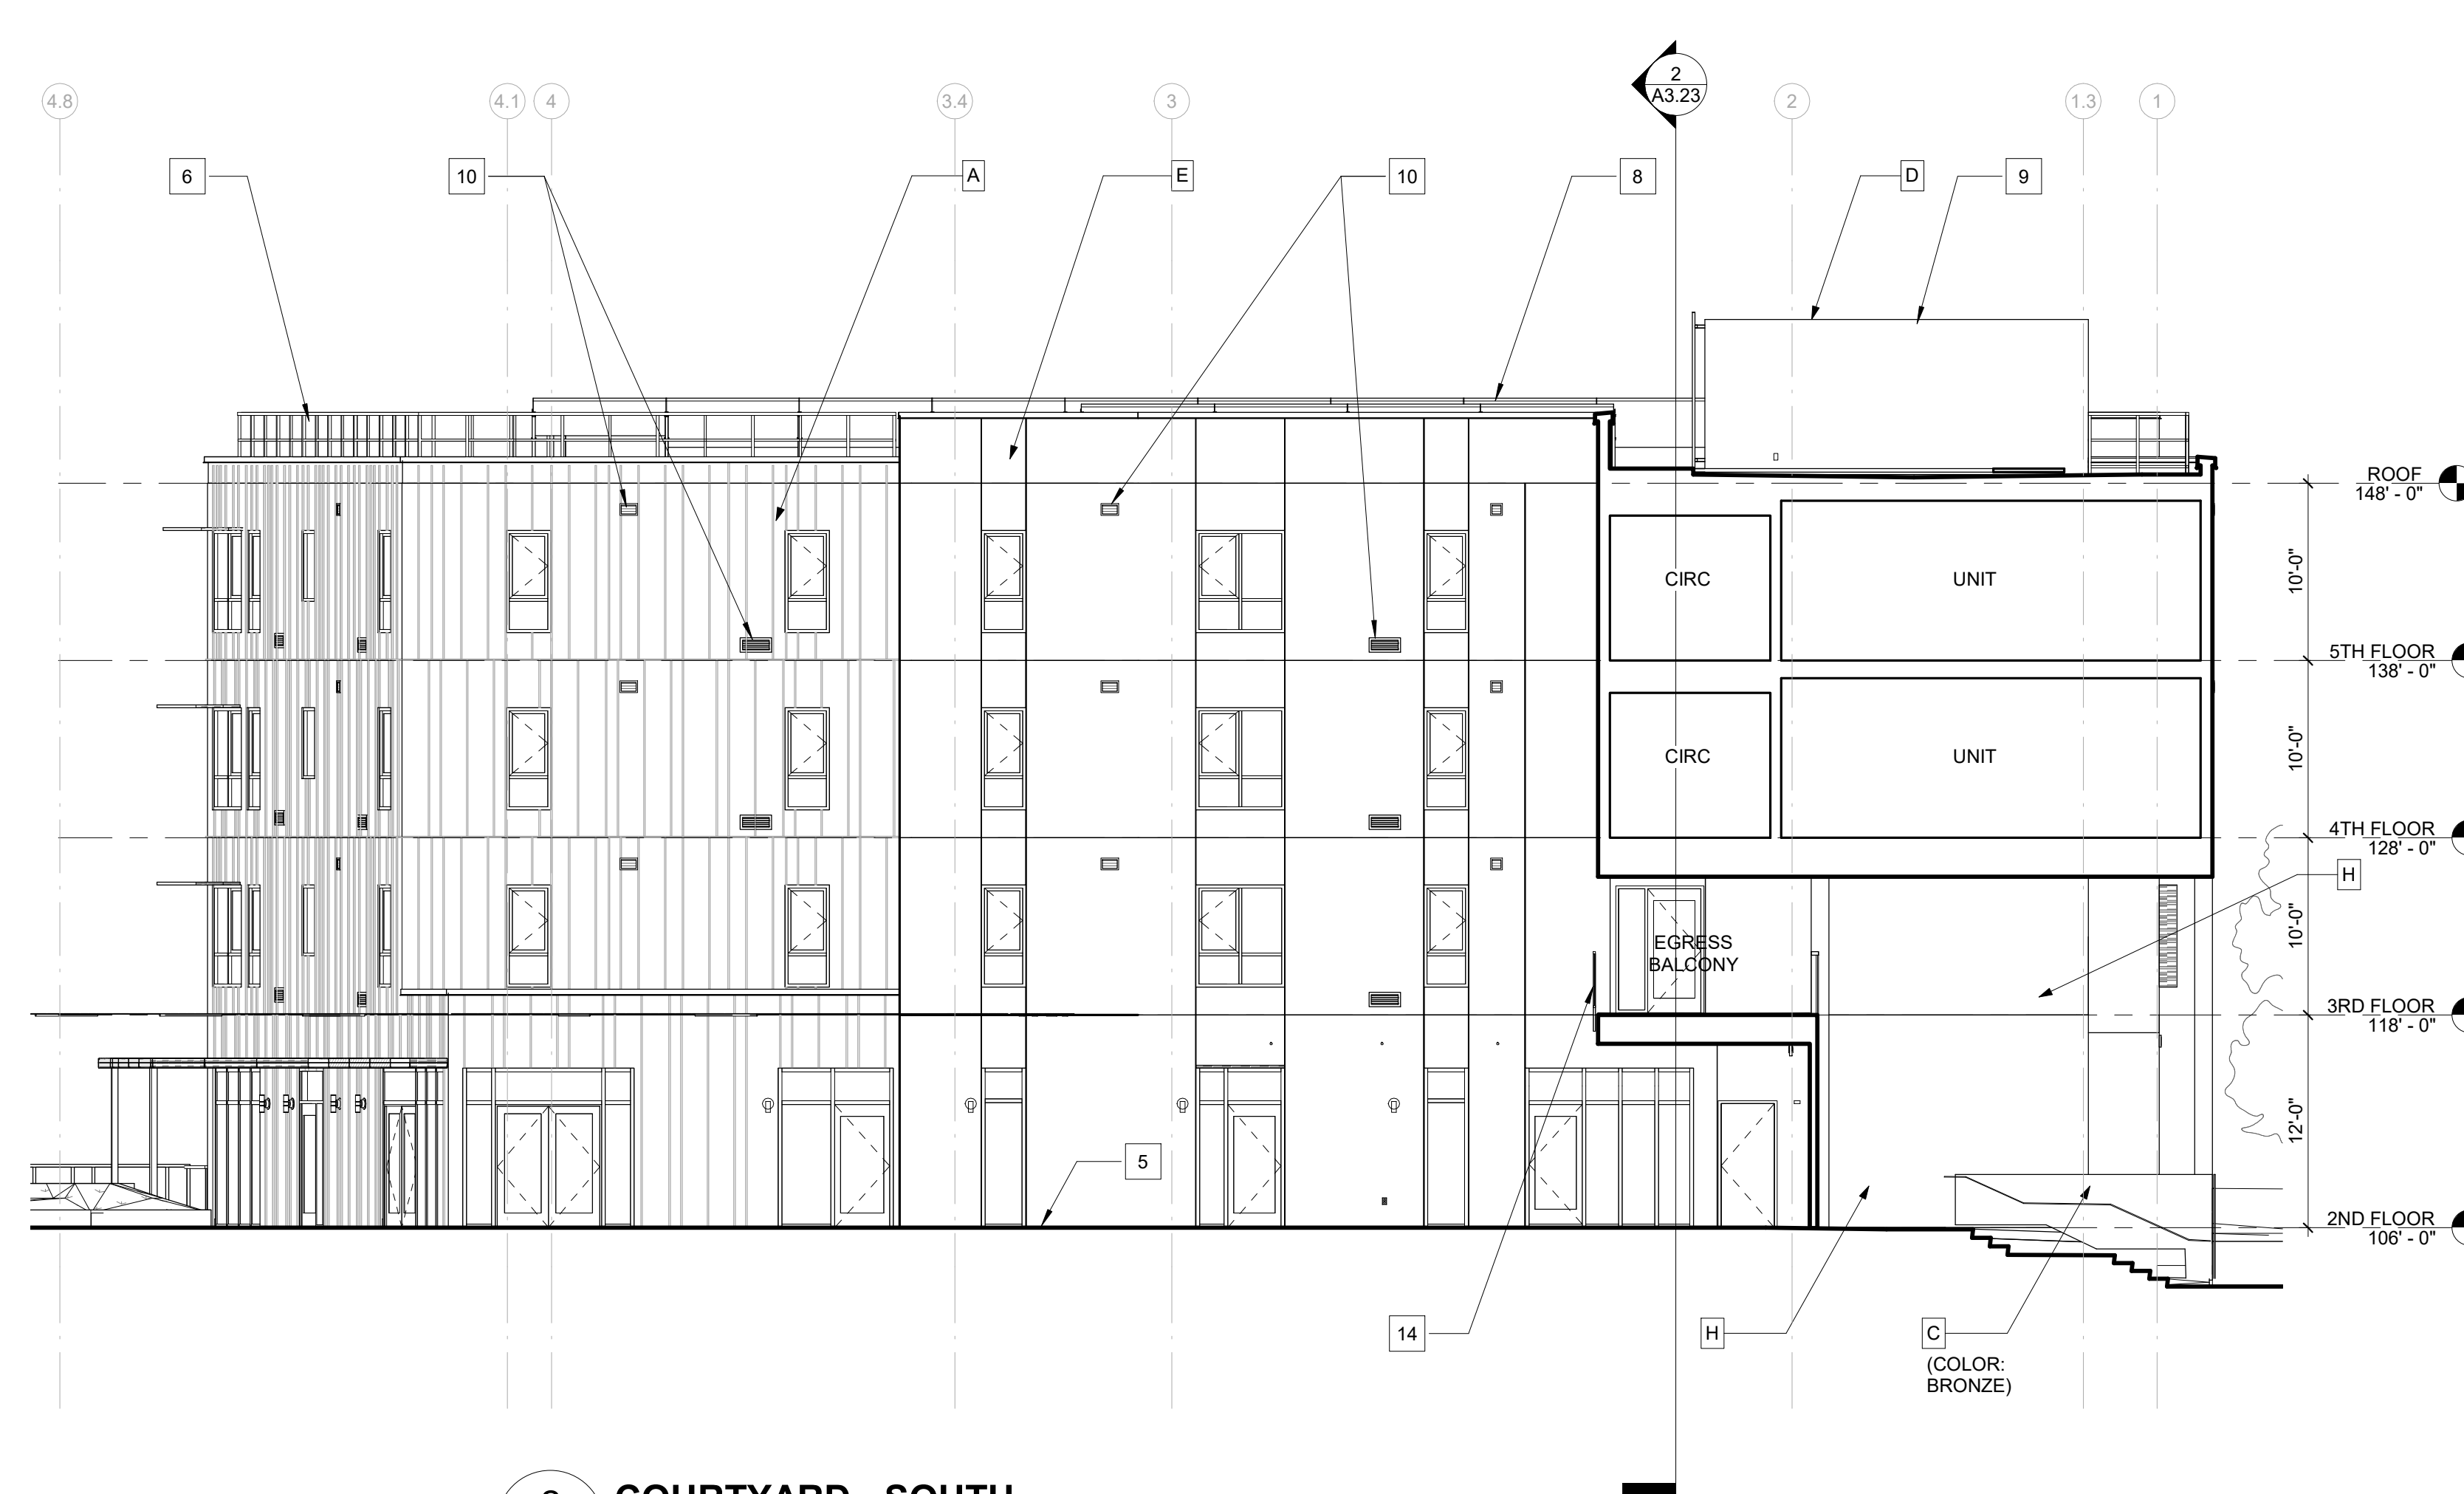 2
A3.23
4.8
4.1
4
3.4
3
2
1.3
1
6
10
A
E
10
8
D
9
ROOF
148' - 0"
10'-0"
CIRC
UNIT
5TH FLOOR
138' - 0"
10'-0"
CIRC
UNIT
4TH FLOOR
128' - 0"
H
10'-0"
EGRESS
BALCONY
3RD FLOOR
118' - 0"
12'-0"
5
2ND FLOOR
106' - 0"
14
H
C
(COLOR:
BRONZE)
COURTYARD - SOUTH